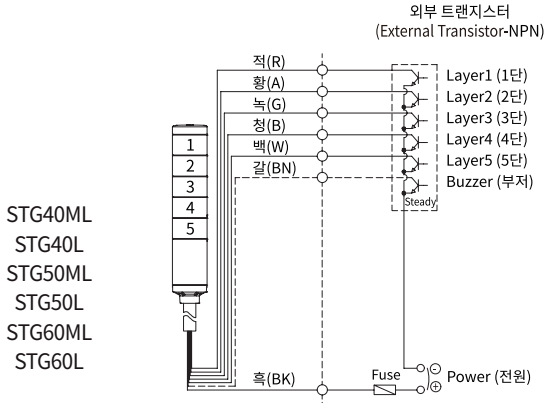 외부 트랜지스터
(External Transistor-NPN)
적(R)
황(A)
녹(G)
청(B)
백(W)
갈(BN)
Layer1 (1단)
Layer2 (2단)
Layer3 (3단)
Layer4 (4단)
Layer5 (5단)
Buzzer (부저)
Steady
1
2
3
4
5
STG40ML
STG40L
STG50ML
STG50L
STG60ML
STG60L
흑(BK)
Fuse
Power (전원)